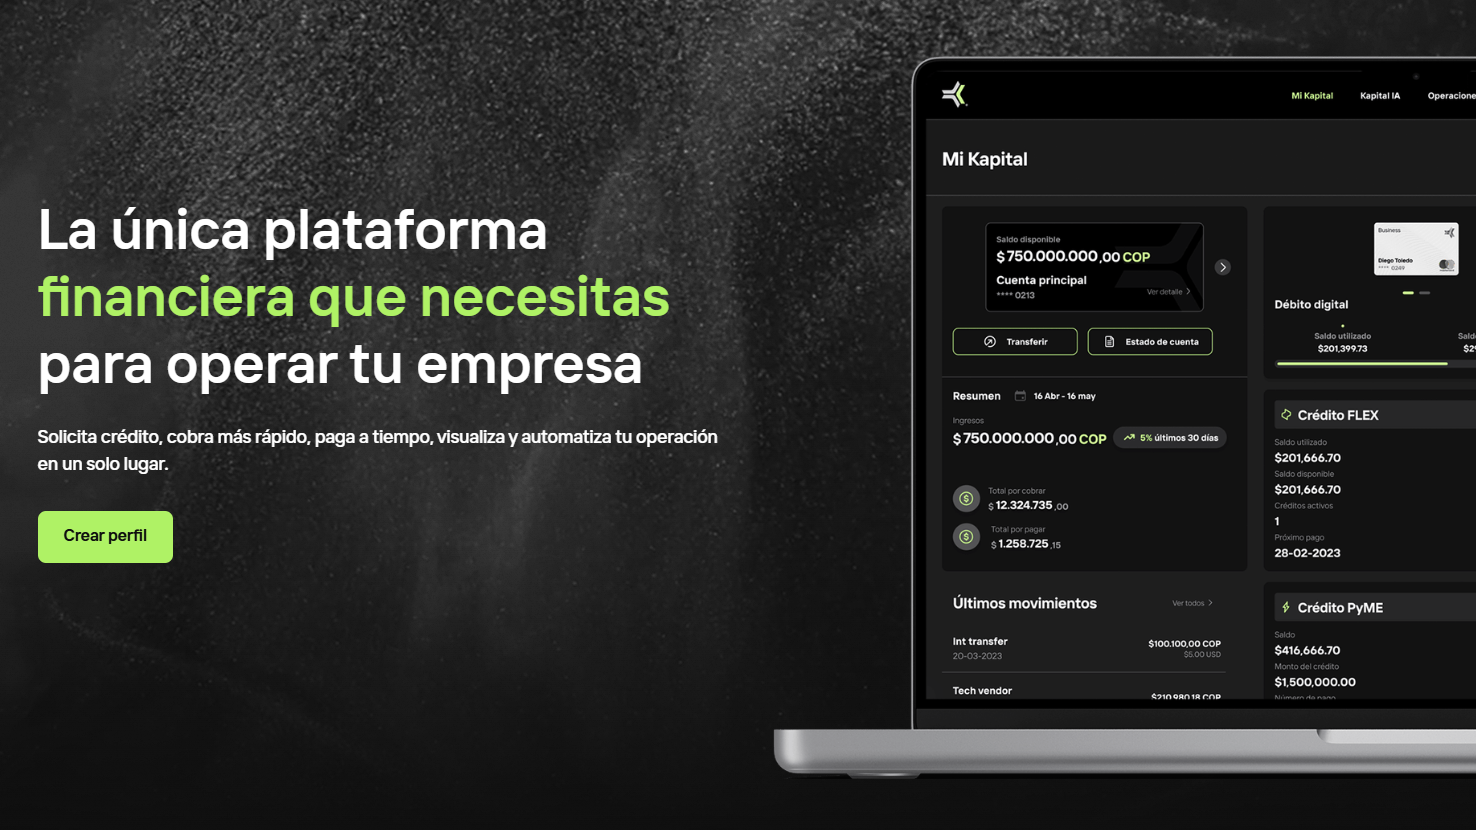 La única plataforma
financiera que necesitas
para operar tu empresa
Solicita crédito, cobra más rápido, paga a tiempo, visualiza y automatiza tu operación
en un solo lugar.
Crear perfil
Mi Kapital
Kapital IA
Operacione
Mi Kapital
Saldo disponible
$750.000.000,00 COP
Cuenta principal
**** 0213
Ver detalle
Transferir
Estado de cuenta
Resumen
16 Abr - 16 may
Ingresos
$750.000.000,00 COP
5% últimos 30 días
Total por cobrar
$ 12.324.735,00
Total por pagar
$ 1.258.725,15
Últimos movimientos
Ver todos
Int transfer
$100.100,00 COP
20-03-2023
$5.00 USD
Tech vendor
$210.980,18 COP
Business
Diego Toledo
**** 0249
Débito digital
Saldo utilizado
Sald
$201,399.73
$29
Crédito FLEX
Saldo utilizado
$201,666.70
Saldo disponible
$201,666.70
Créditos activos
1
Próximo pago
28-02-2023
Crédito PyME
Saldo
$416,666.70
Monto del crédito
$1,500,000.00
Número de pago